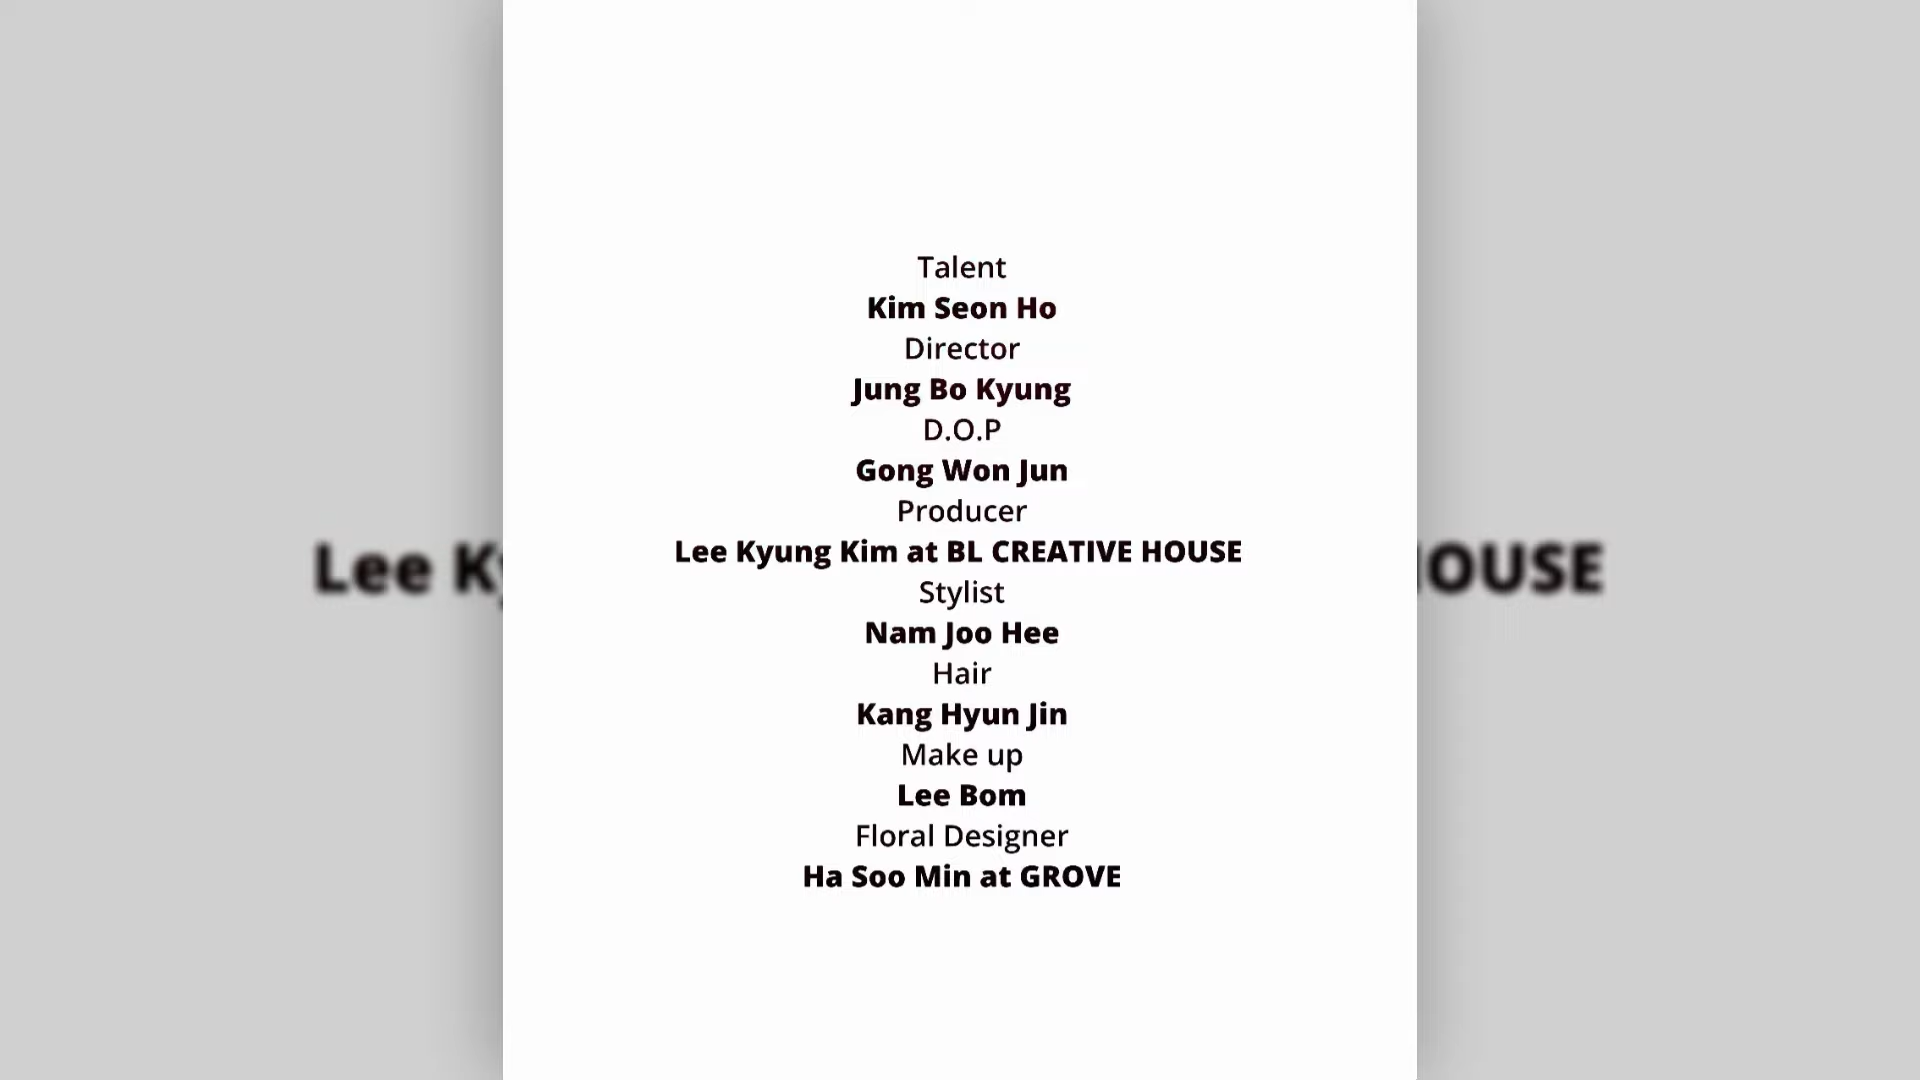 Talent
Kim Seon Ho
Director
Jung Bo Kyung
D.O.P
Gong Won Jun
Producer
Lee Kyung Kim at BL CREATIVE HOUSE
Stylist
Nam Joo Hee
Hair
Kang Hyun Jin
Make up
Lee Bom
Floral Designer
Ha Soo Min at GROVE